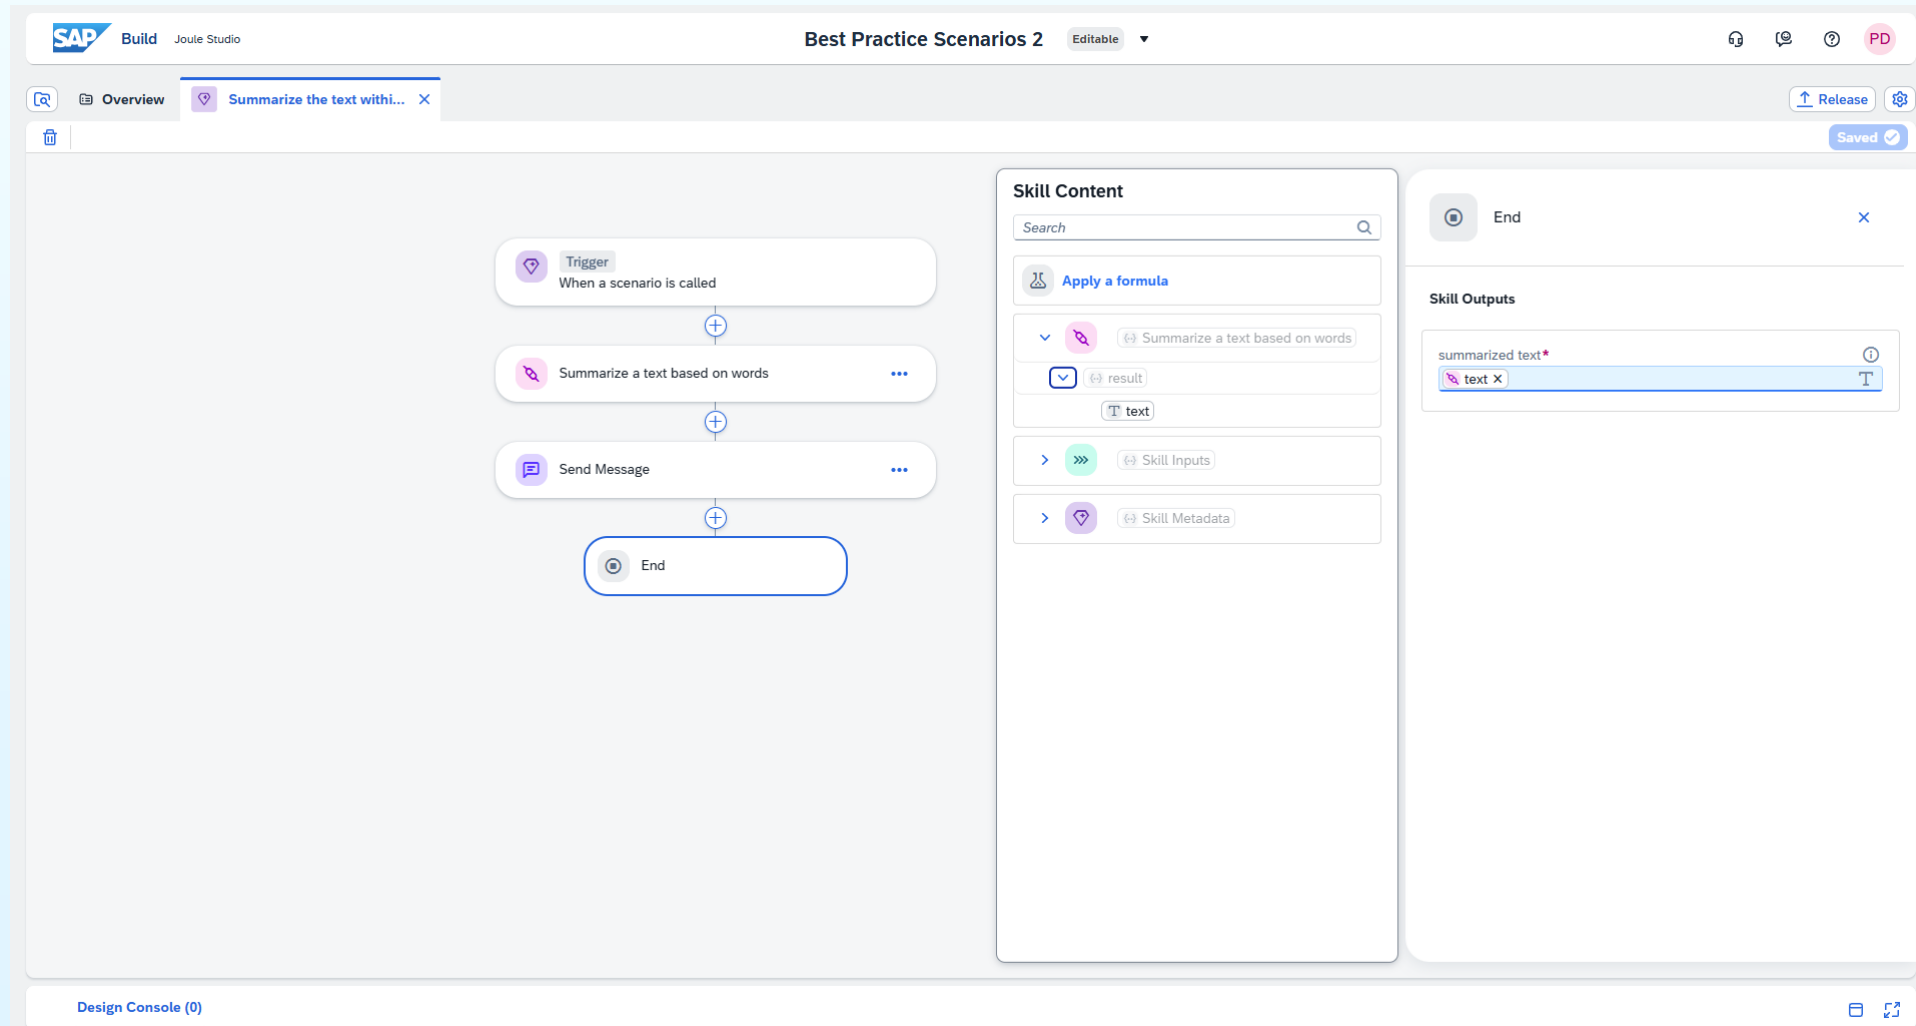 SAP Build Joule Studio
Best Practice Scenarios 2 Editable
PD
Overview
Summarize the text withi...
Release
Saved
Trigger
When a scenario is called
Summarize a text based on words
Send Message
End
Skill Content
Search
Apply a formula
Summarize a text based on words
result
T text
Skill Inputs
Skill Metadata
End
Skill Outputs
summarized text*
text
T
Design Console (0)